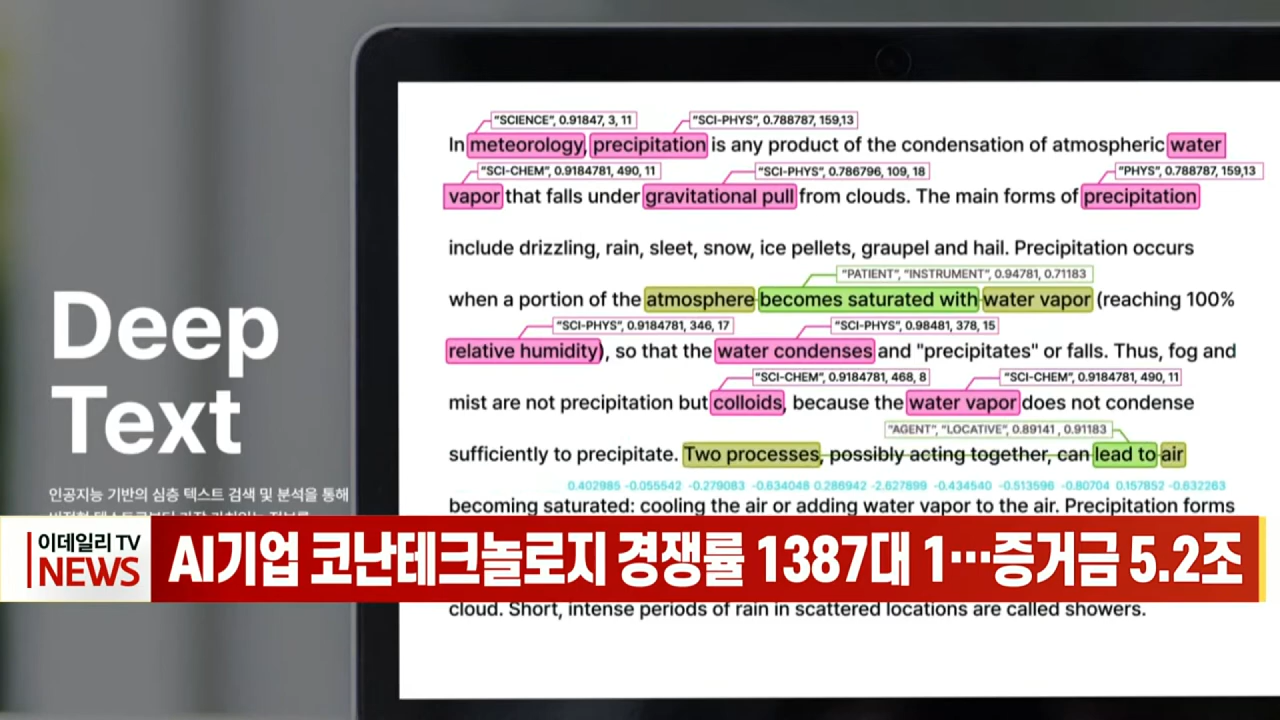 Deep
Text
인공지능 기반의 심층 텍스트 검색 및 분석을 통해
"SCIENCE", 0.91847, 3, 11
"SCI-PHYS", 0.788787, 159,13
In meteorology, precipitation is any product of the condensation of atmospheric water
"SCI-CHEM", 0.9184781, 490, 11
"SCI-PHYS", 0.786796, 109, 18
"PHYS", 0.788787, 159,13
vapor that falls under gravitational pull from clouds. The main forms of precipitation
include drizzling, rain, sleet, snow, ice pellets, graupel and hail. Precipitation occurs
"PATIENT", "INSTRUMENT", 0.94781, 0.71183
when a portion of the atmosphere becomes saturated with water vapor (reaching 100%
"SCI-PHYS", 0.9184781, 346, 17
"SCI-PHYS", 0.98481, 378, 15
relative humidity), so that the water condenses and "precipitates" or falls. Thus, fog and
"SCI-CHEM", 0.9184781, 468, 8
"SCI-CHEM", 0.9184781, 490, 11
mist are not precipitation but colloids, because the water vapor does not condense
"AGENT", "LOCATIVE", 0.89141 , 0.91183
sufficiently to precipitate. Two processes, possibly acting together, can lead to air
0.402985 -0.055542 -0.279083 -0.634048 0.286942 -2.627899 -0.434540 -0.513596 -0.80704 0.157852 -0.632263
becoming saturated: cooling the air or adding water vapor to the air. Precipitation forms
이데일리 TV
NEWS
AI기업 코난테크놀로지 경쟁률 1387대 1…증거금 5.2조
cloud. Short, intense periods of rain in scattered locations are called showers.